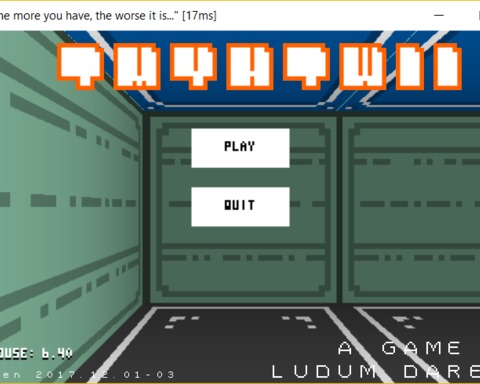 he more you have, the worse it is..." [17ms]
PLAY
QUIT
OUSE: 6.40
A GAME
en 2017.12.01-03
LUDUM DARE